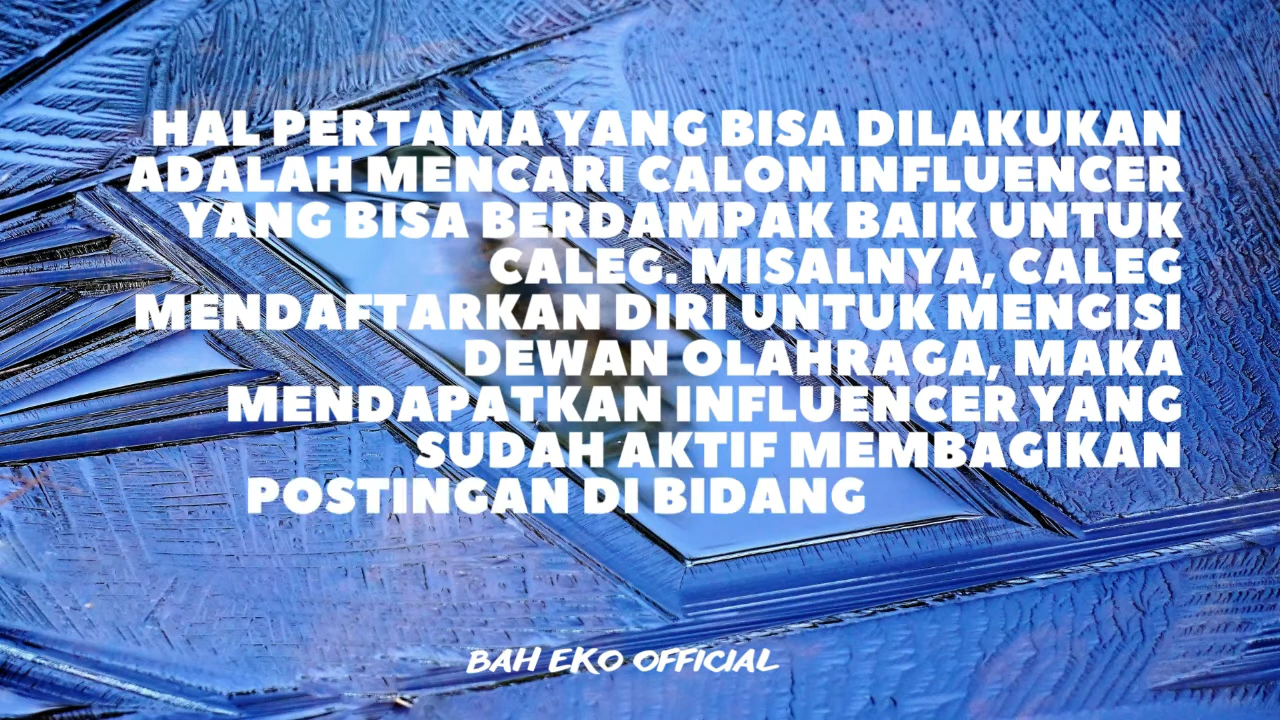 HAL PERTAMA YANG BISA DILAKUKAN
ADALAH MENCARI CALON INFLUENCER
YANG BISA BERDAMPAK BAIK UNTUK
CALEG. MISALNYA, CALEG
MENDAFTARKAN DIRI UNTUK MENGISI
DEWAN OLAHRAGA, MAKA
MENDAPATKAN INFLUENCER YANG
SUDAH AKTIF MEMBAGIKAN
POSTINGAN DI BIDANG
BAH EKO OFFICIAL